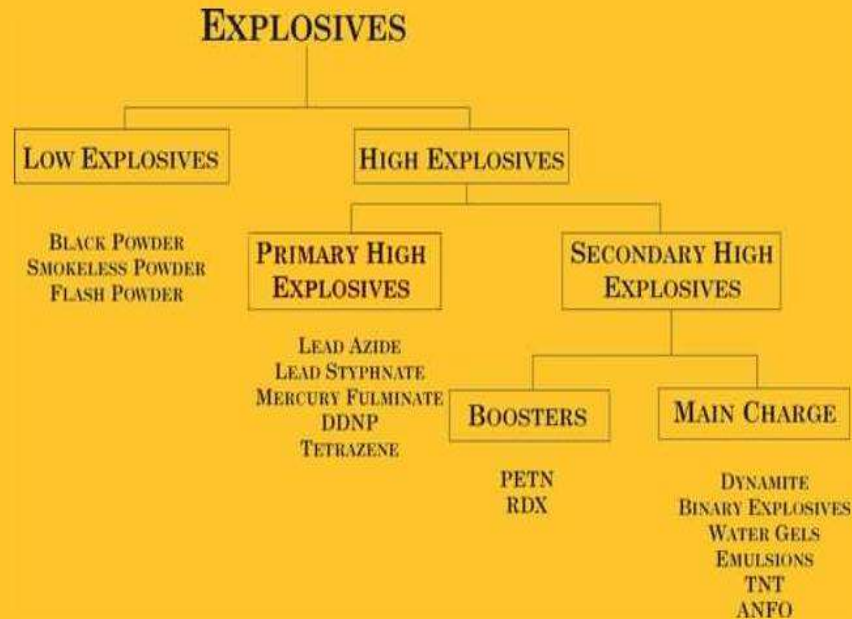 EXPLOSIVES
LOW EXPLOSIVES
HIGH EXPLOSIVES
BLACK POWDER
SMOKELESS POWDER
FLASH POWDER
PRIMARY HIGH
EXPLOSIVES
SECONDARY HIGH
EXPLOSIVES
LEAD AZIDE
LEAD STYPHNATE
MERCURY FULMINATE
DDNP
TETRAZENE
BOOSTERS
MAIN CHARGE
PETN
RDX
DYNAMITE
BINARY EXPLOSIVES
WATER GELS
EMULSIONS
TNT
ANFO